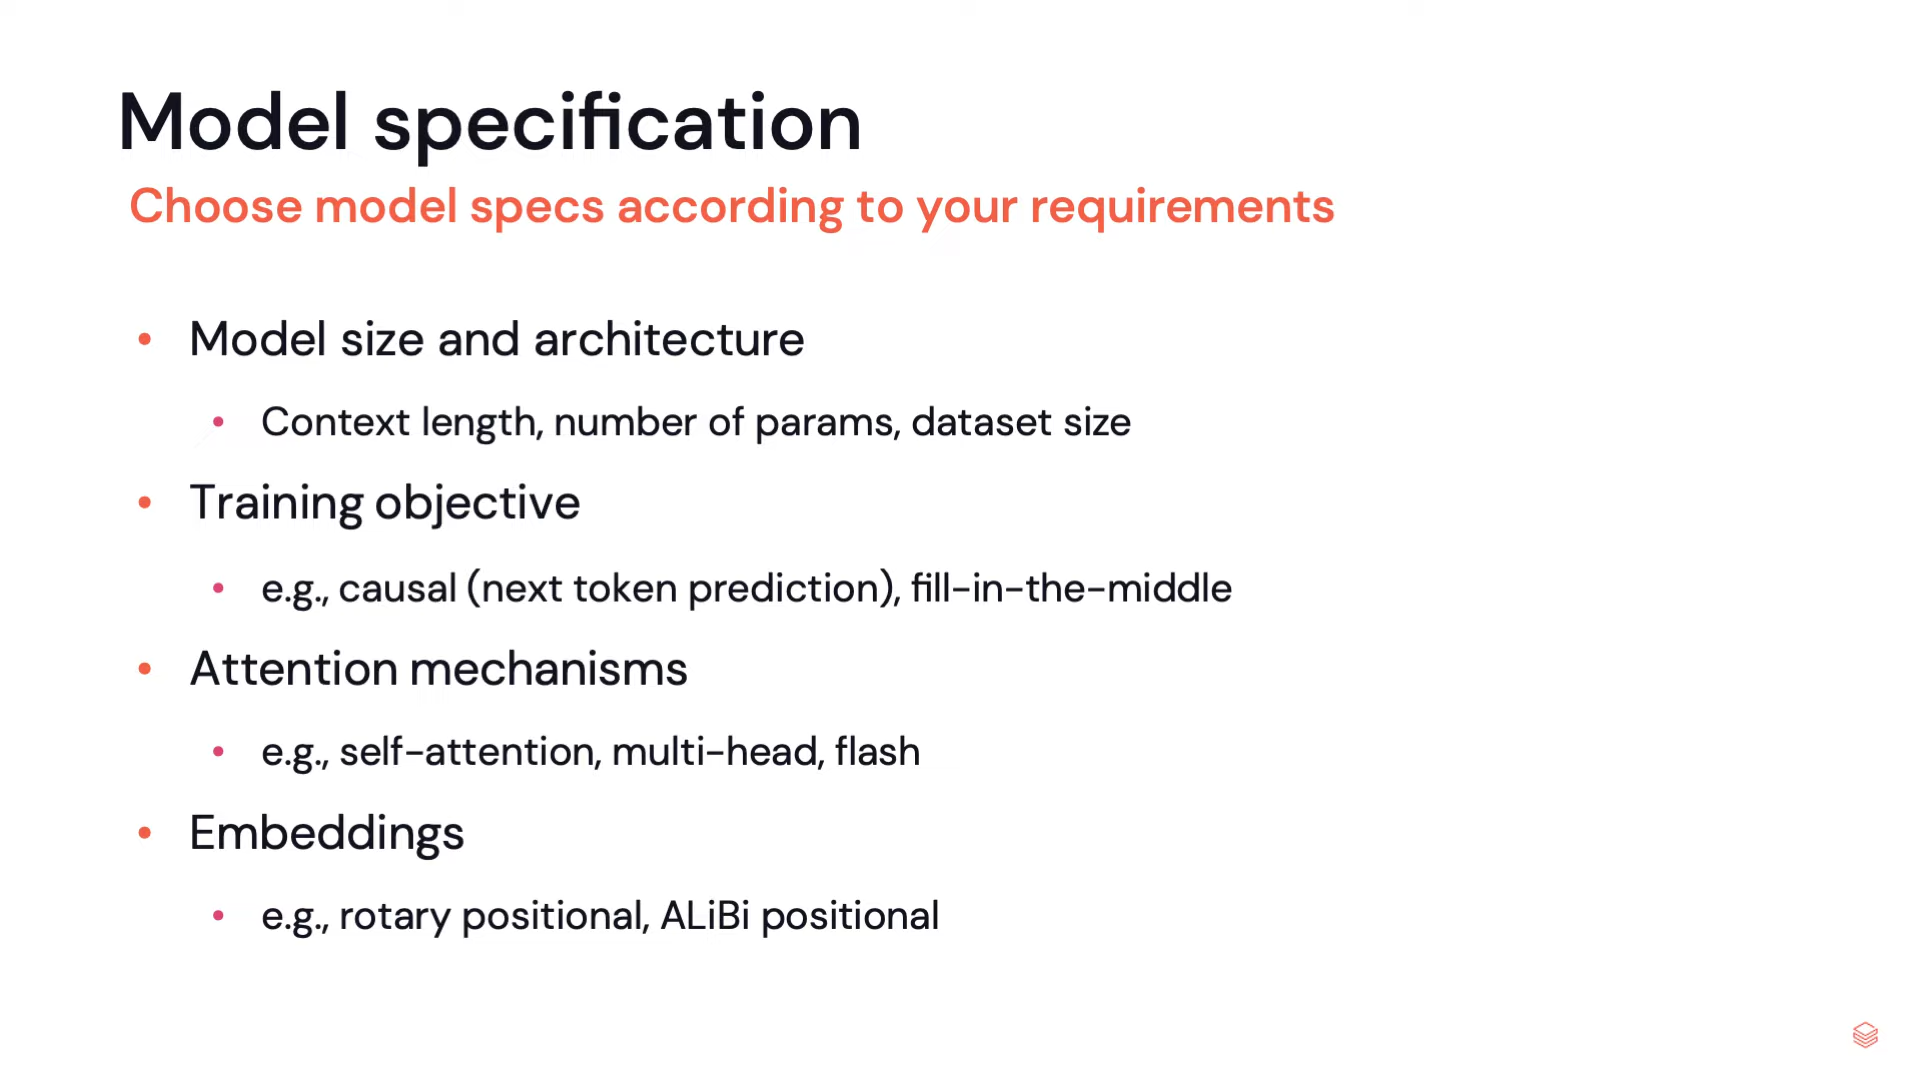 Model specification
Choose model specs according to your requirements
• Model size and architecture
• Context length, number of params, dataset size
• Training objective
• e.g., causal (next token prediction), fill-in-the-middle
• Attention mechanisms
• e.g., self-attention, multi-head, flash
• Embeddings
• e.g., rotary positional, ALiBi positional